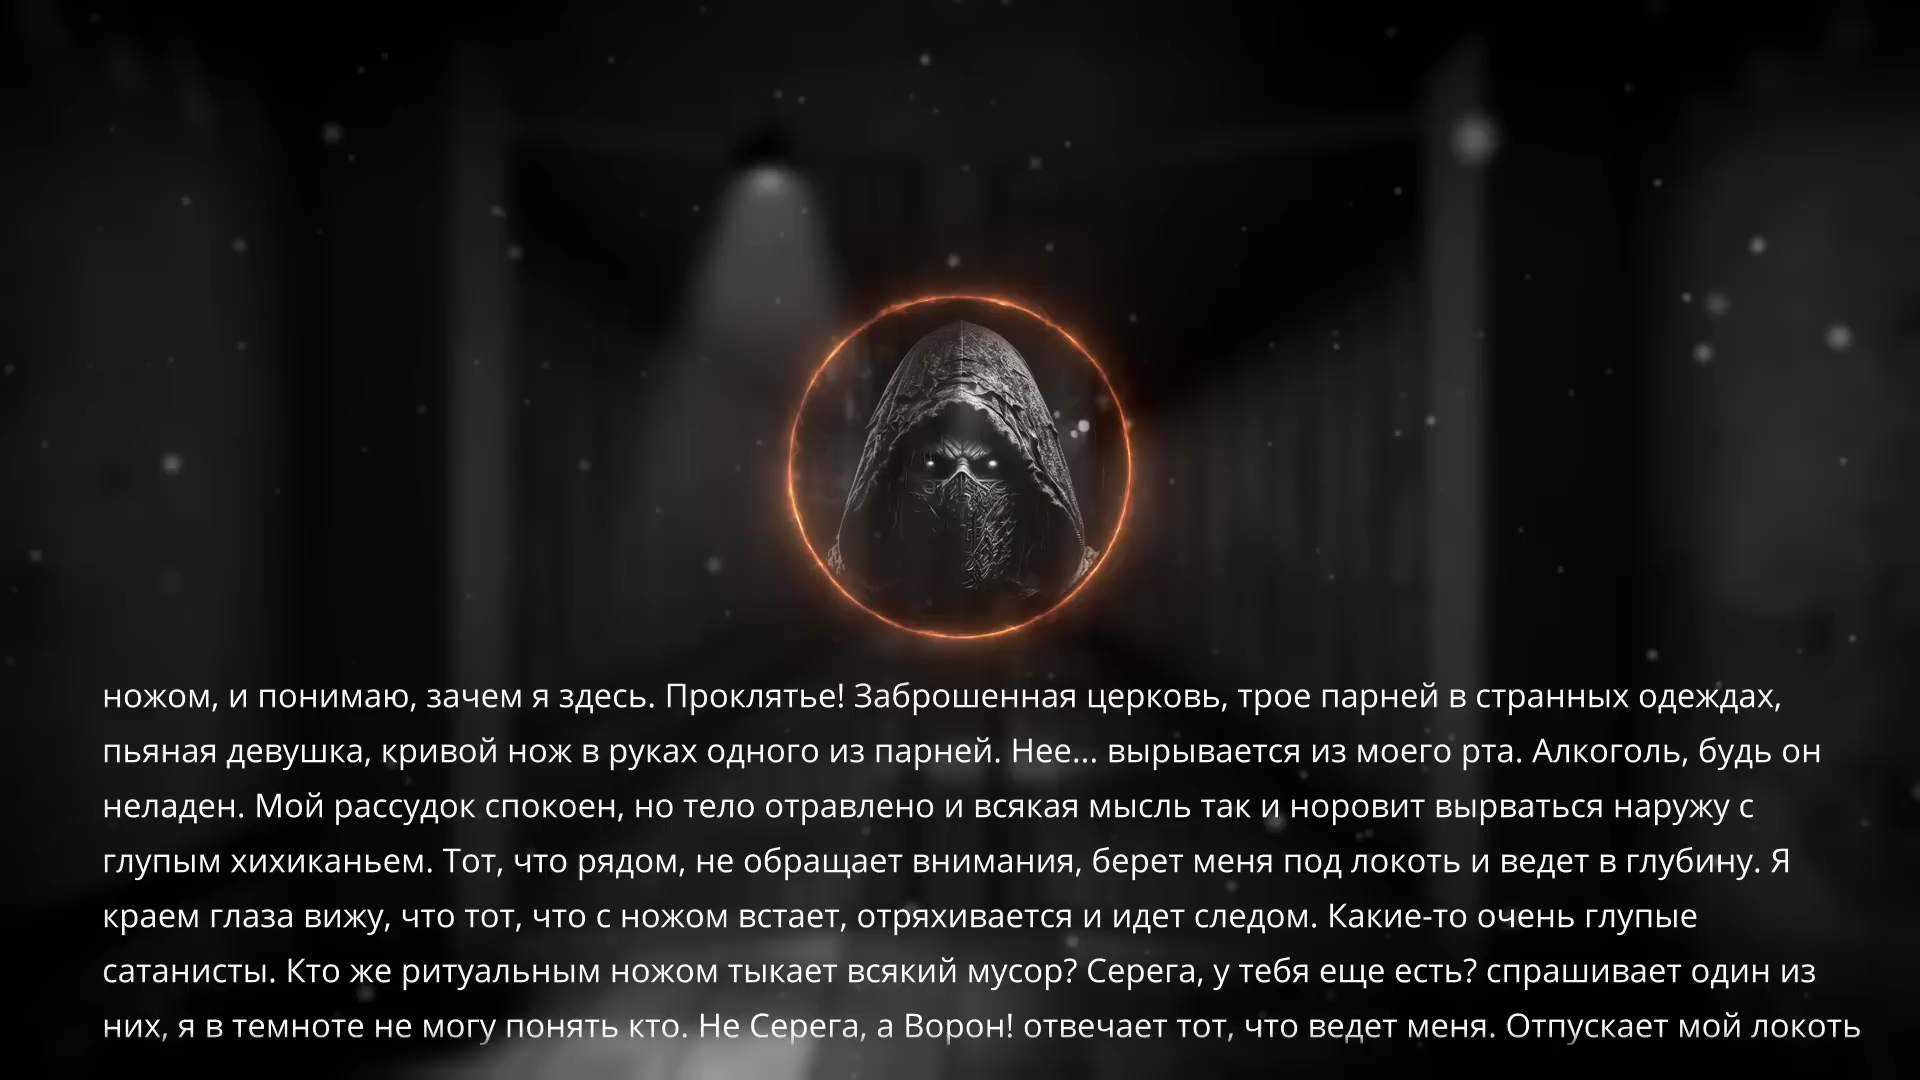 ножом, и понимаю, зачем я здесь. Проклятье! Заброшенная церковь, трое парней в странных одеждах,
пьяная девушка, кривой нож в руках одного из парней. Нее... вырывается из моего рта. Алкоголь, будь он
неладен. Мой рассудок спокоен, но тело отравлено и всякая мысль так и норовит вырваться наружу с
глупым хихиканьем. Тот, что рядом, не обращает внимания, берет меня под локоть и ведет в глубину. Я
краем глаза вижу, что тот, что с ножом встает, отряхивается и идет следом. Какие-то очень глупые
сатанисты. Кто же ритуальным ножом тыкает всякий мусор? Серега, у тебя еще есть? спрашивает один из
них, я в темноте не могу понять кто. Не Серега, а Ворон! отвечает тот, что ведет меня. Отпускает мой локоть